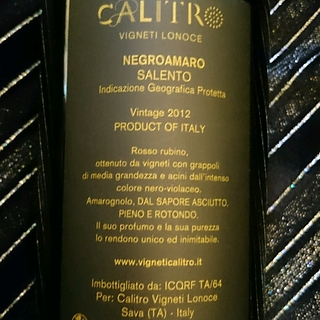 CALITRO
VIGNETI LONOCE
NEGROAMARO
SALENTO
Indicazione Geografica Protetta
Vintage 2012
PRODUCT OF ITALY
Rosso rubino,
ottenuto da vigneti con grappoli
di media grandezza e acini dall'intenso
colore nero-violaceo.
Amarognolo, DAL SAPORE ASCIUTTO,
PIENO E ROTONDO.
Il suo profumo e la sua purezza
lo rendono unico ed inimitabile.
www.vigneticalitro.it
Imbottigliato da: ICQRF TA/64
Per: Calitro Vigneti Lonoce
Sava (TA) - Italy